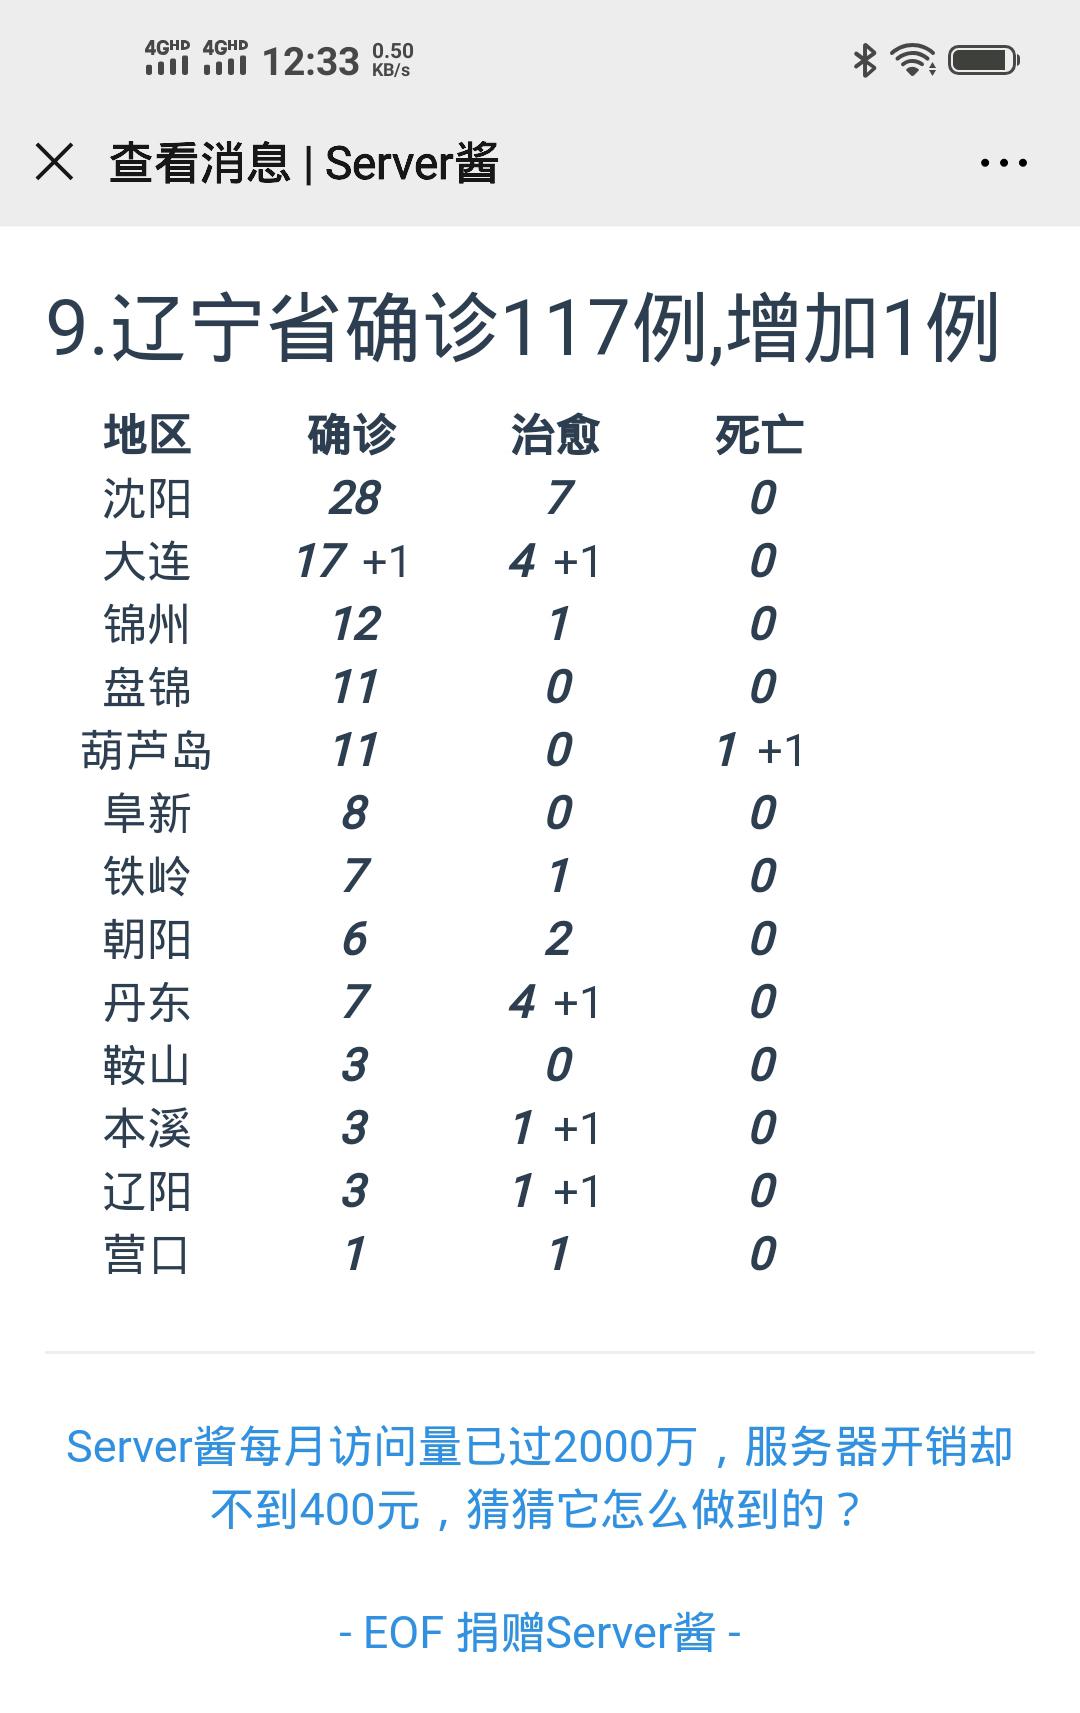 4GHD 4GHD 12:33 0.50 KB/s
查看消息 | Server酱
9.辽宁省确诊117例,增加1例
地区 确诊 治愈 死亡
沈阳 28 7 0
大连 17 +1 4 +1 0
锦州 12 1 0
盘锦 11 0 0
葫芦岛 11 0 1 +1
阜新 8 0 0
铁岭 7 1 0
朝阳 6 2 0
丹东 7 4 +1 0
鞍山 3 0 0
本溪 3 1 +1 0
辽阳 3 1 +1 0
营口 1 1 0
Server酱每月访问量已过2000万，服务器开销却
不到400元，猜猜它怎么做到的？
- EOF 捐赠Server酱 -